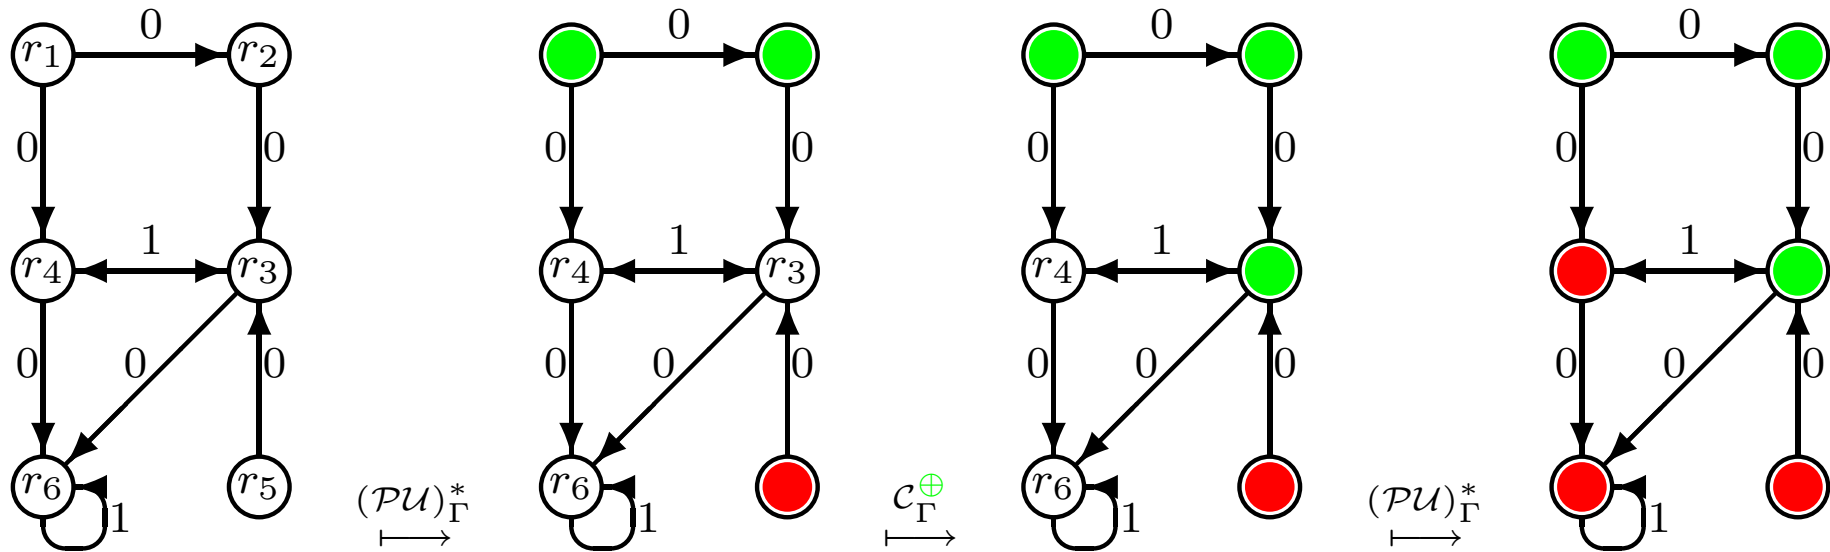 0 0 0 0
r1 r2
0 0 0 0 0 0 0 0
1 1 1 1
r4 r3 r4 r3 r4
0 0 0 0 0 0 0 0 0 0 0 0
r6 r5 r6 r6
1 (𝒫𝒰)*Γ 1 𝒞⊕Γ 1 (𝒫𝒰)*Γ 1
⟼ ⟼ ⟼